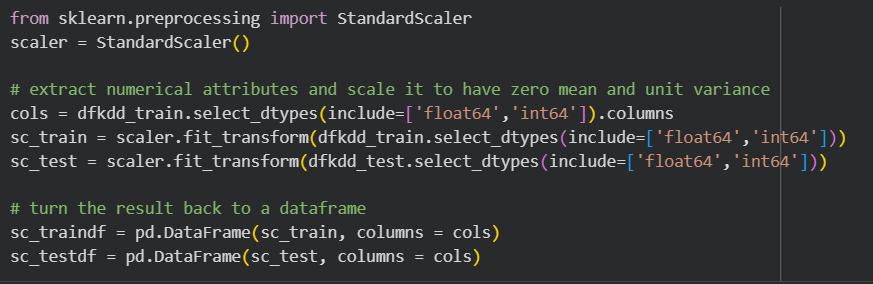 from sklearn.preprocessing import StandardScaler
scaler = StandardScaler()
# extract numerical attributes and scale it to have zero mean and unit variance
cols = dfkdd_train.select_dtypes(include=['float64','int64']).columns
sc_train = scaler.fit_transform(dfkdd_train.select_dtypes(include=['float64','int64']))
sc_test = scaler.fit_transform(dfkdd_test.select_dtypes(include=['float64','int64']))
# turn the result back to a dataframe
sc_traindf = pd.DataFrame(sc_train, columns = cols)
sc_testdf = pd.DataFrame(sc_test, columns = cols)